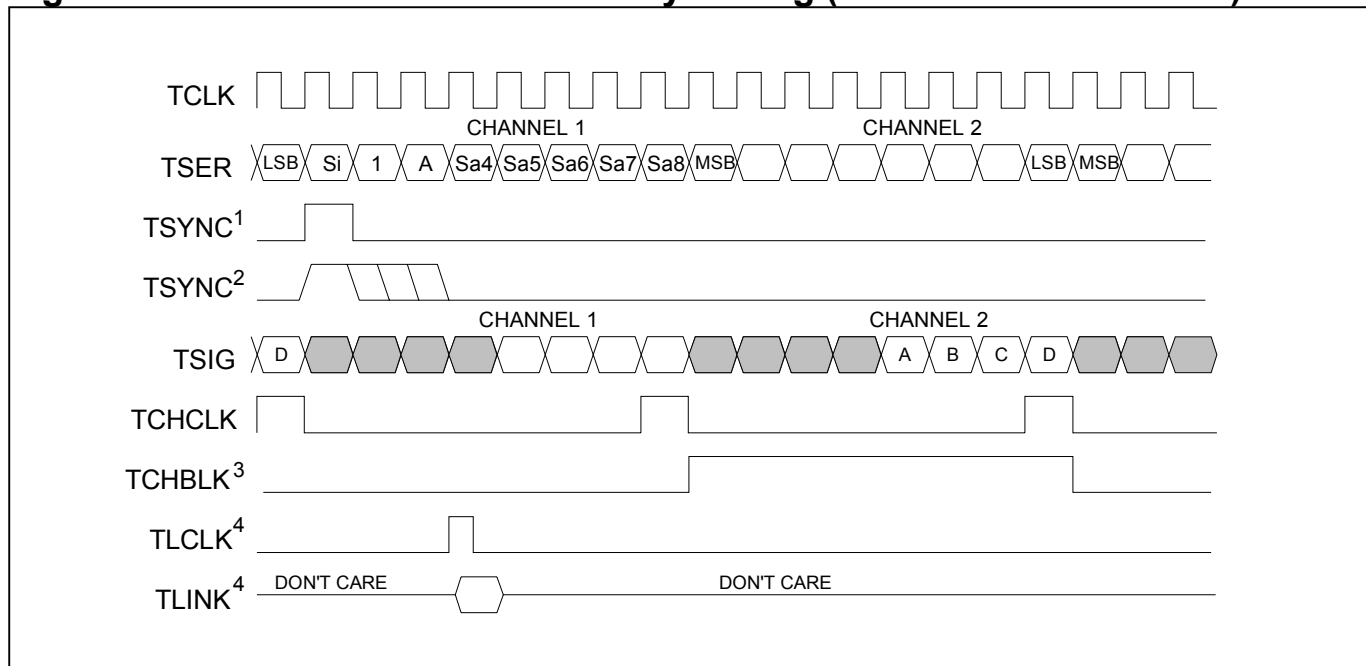 TCLK
CHANNEL 1 CHANNEL 2
TSER LSB Si 1 A Sa4 Sa5 Sa6 Sa7 Sa8 MSB LSB MSB
TSYNC1
TSYNC2
CHANNEL 1 CHANNEL 2
TSIG D A B C D
TCHCLK
TCHBLK3
TLCLK4
TLINK4 DON'T CARE DON'T CARE